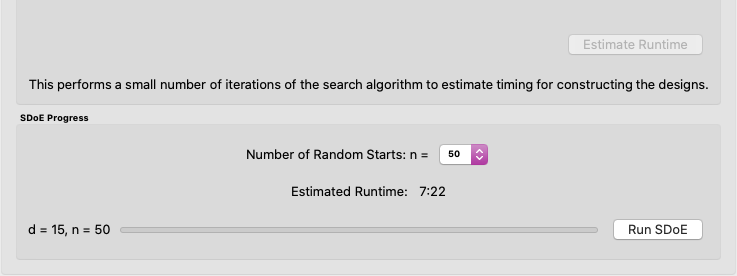 Estimate Runtime
This performs a small number of iterations of the search algorithm to estimate timing for constructing the designs.
SDoE Progress
Number of Random Starts: n = 50
Estimated Runtime: 7:22
d = 15, n = 50 Run SDoE